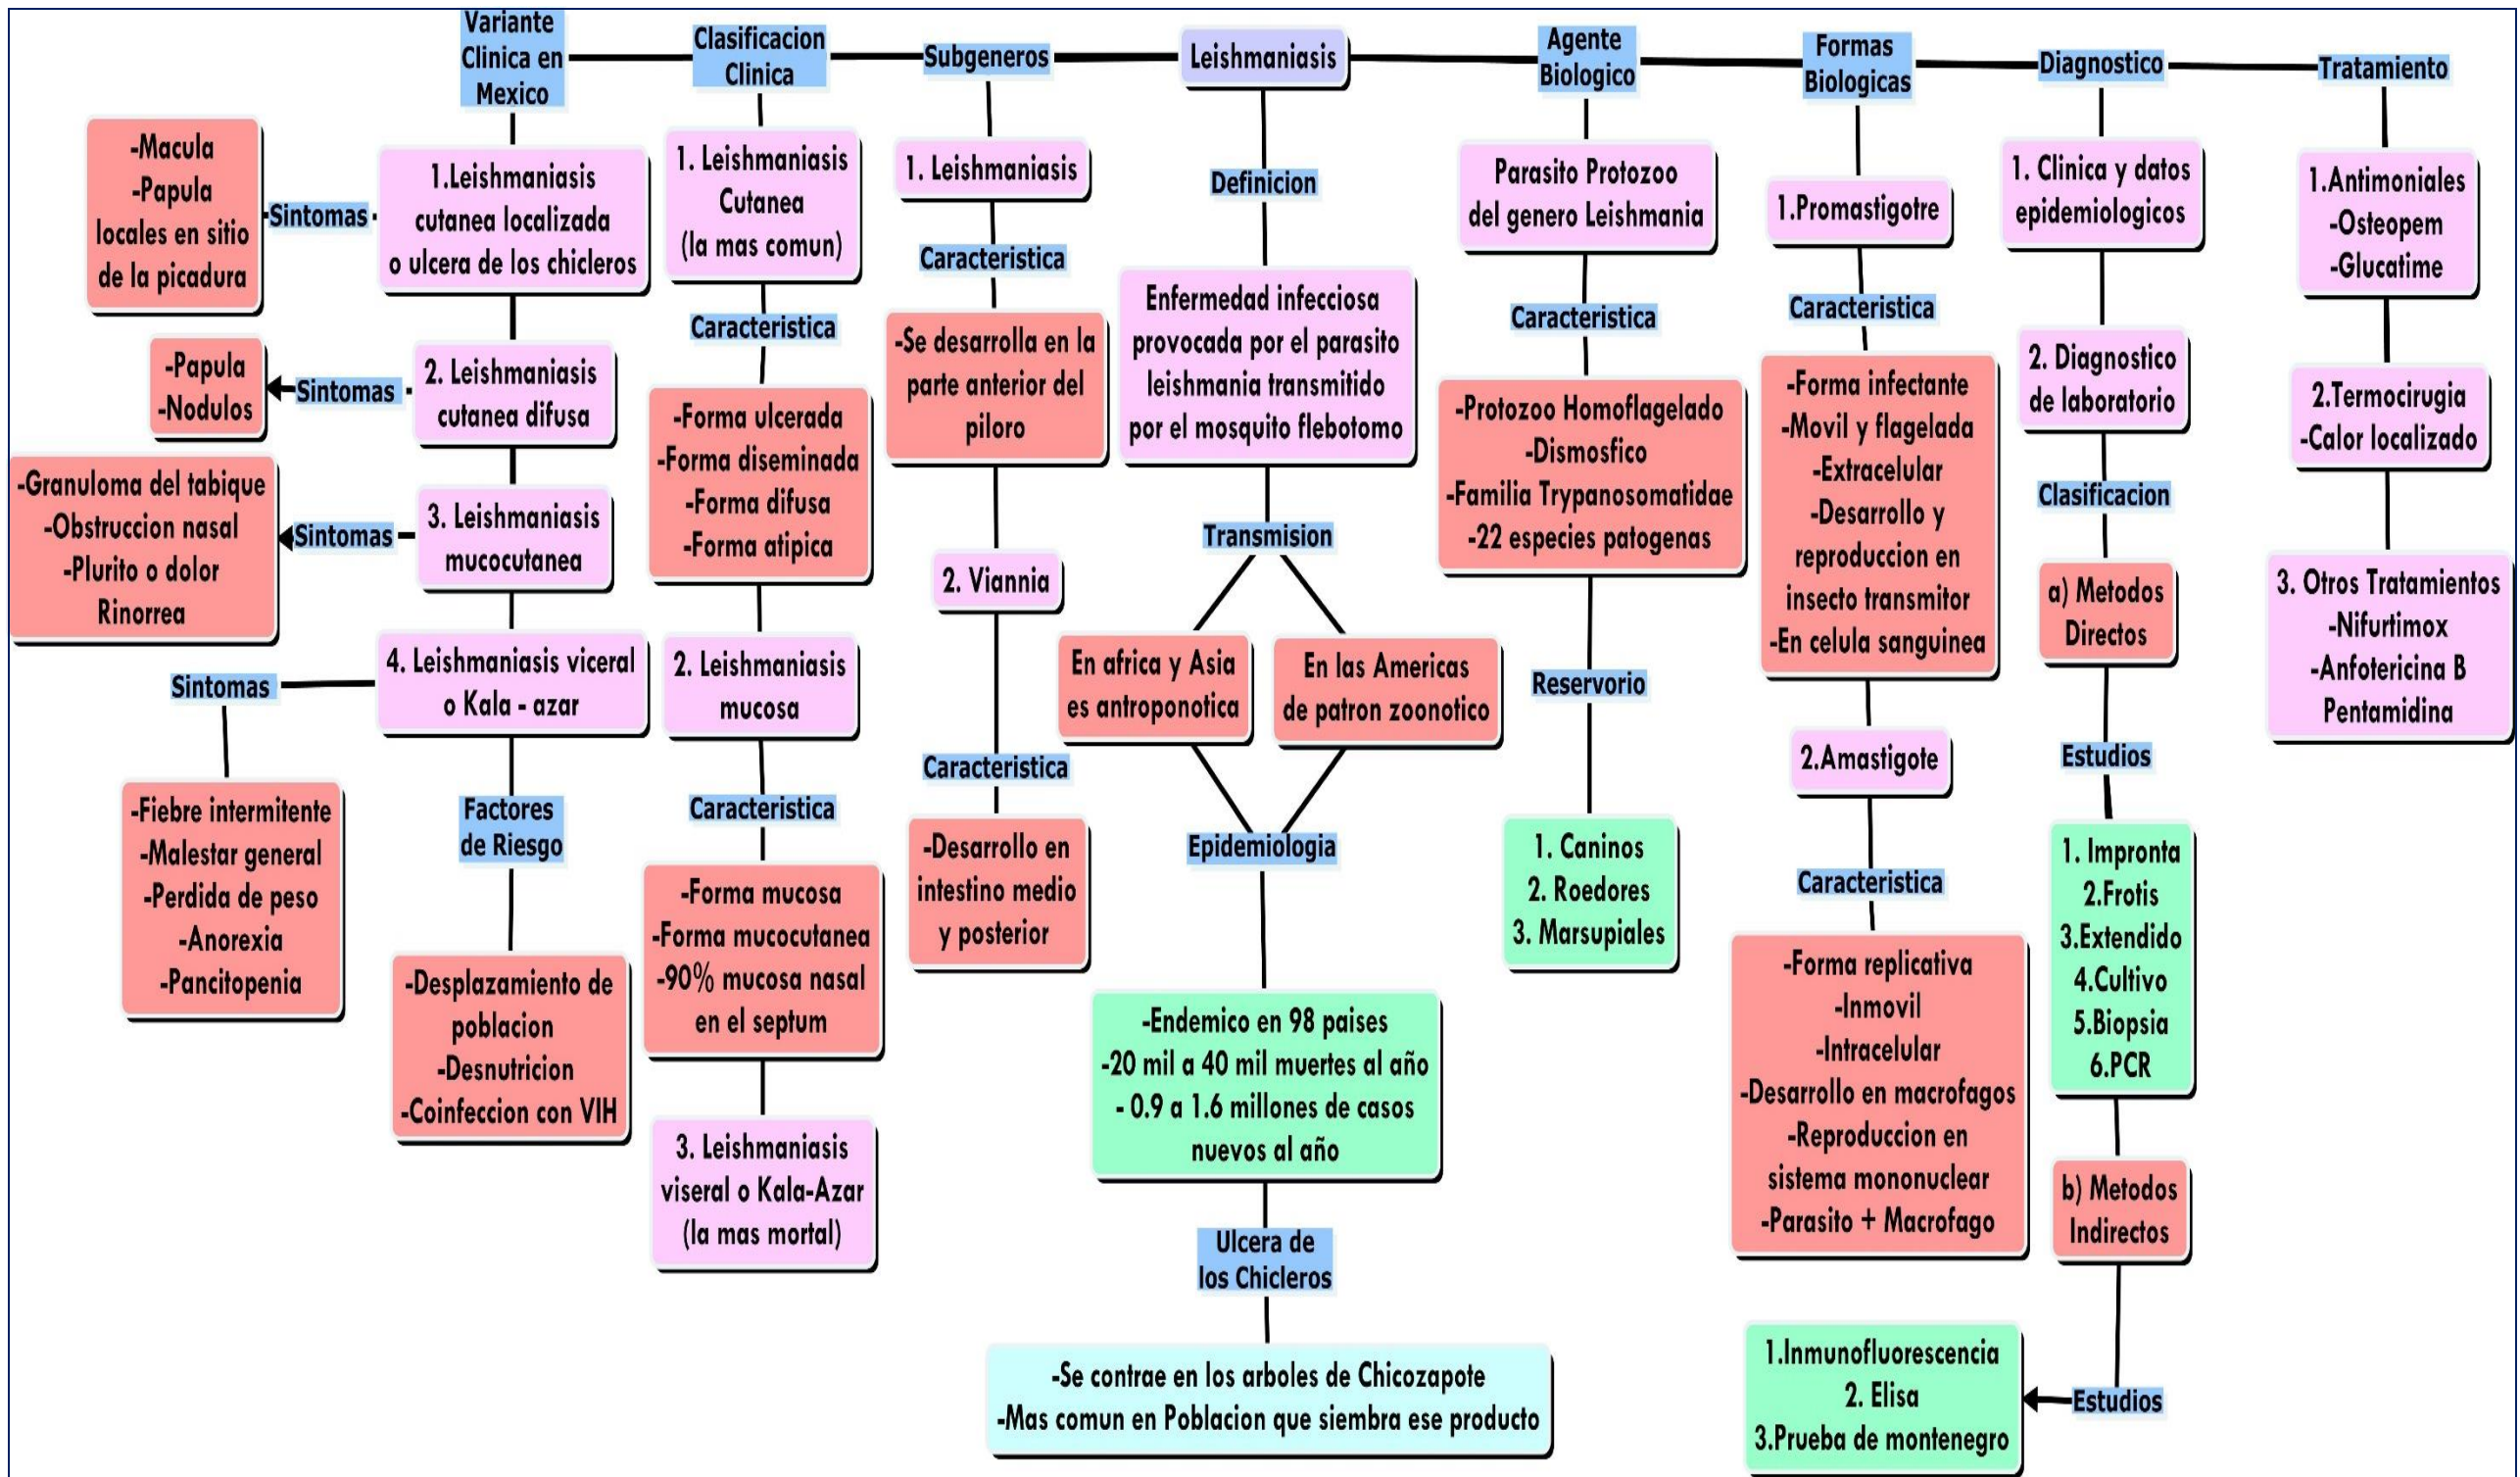 Variante
Clinica en
Mexico
-Macula
-Papula
locales en sitio
de la picadura
Sintomas
1.Leishmaniasis
cutanea localizada
o ulcera de los chicleros
-Papula
-Nodulos
Sintomas
2. Leishmaniasis
cutanea difusa
-Granuloma del tabique
-Obstruccion nasal
-Plurito o dolor
Rinorrea
Sintomas
3. Leishmaniasis
mucocutanea
Sintomas
4. Leishmaniasis viceral
o Kala - azar
-Fiebre intermitente
-Malestar general
-Perdida de peso
-Anorexia
-Pancitopenia
Factores
de Riesgo
-Desplazamiento de
poblacion
-Desnutricion
-Coinfeccion con VIH
Clasificacion
Clinica
1. Leishmaniasis
Cutanea
(la mas comun)
Caracteristica
-Forma ulcerada
-Forma diseminada
-Forma difusa
-Forma atipica
2. Leishmaniasis
mucosa
Caracteristica
-Forma mucosa
-Forma mucocutanea
-90% mucosa nasal
en el septum
3. Leishmaniasis
viseral o Kala-Azar
(la mas mortal)
Subgeneros
1. Leishmaniasis
Caracteristica
-Se desarrolla en la
parte anterior del
piloro
2. Viannia
Caracteristica
-Desarrollo en
intestino medio
y posterior
Leishmaniasis
Definicion
Enfermedad infecciosa
provocada por el parasito
leishmania transmitido
por el mosquito flebotomo
Transmision
En africa y Asia
es antroponotica
En las Americas
de patron zoonotico
Epidemiologia
-Endemico en 98 paises
-20 mil a 40 mil muertes al año
- 0.9 a 1.6 millones de casos
nuevos al año
Ulcera de
los Chicleros
-Se contrae en los arboles de Chicozapote
-Mas comun en Poblacion que siembra ese producto
Agente
Biologico
Parasito Protozoo
del genero Leishmania
Caracteristica
-Protozoo Homoflagelado
-Dismosfico
-Familia Trypanosomatidae
-22 especies patogenas
Reservorio
1. Caninos
2. Roedores
3. Marsupiales
Formas
Biologicas
1.Promastigotre
Caracteristica
-Forma infectante
-Movil y flagelada
-Extracelular
-Desarrollo y
reproduccion en
insecto transmitor
-En celula sanguinea
2.Amastigote
Caracteristica
-Forma replicativa
-Inmovil
-Intracelular
-Desarrollo en macrofagos
-Reproduccion en
sistema mononuclear
-Parasito + Macrofago
Diagnostico
1. Clinica y datos
epidemiologicos
2. Diagnostico
de laboratorio
Clasificacion
a) Metodos
Directos
Estudios
1. Impronta
2.Frotis
3.Extendido
4.Cultivo
5.Biopsia
6.PCR
b) Metodos
Indirectos
Estudios
1.Inmunofluorescencia
2. Elisa
3.Prueba de montenegro
Tratamiento
1.Antimoniales
-Osteopem
-Glucatime
2.Termocirugia
-Calor localizado
3. Otros Tratamientos
-Nifurtimox
-Anfotericina B
Pentamidina